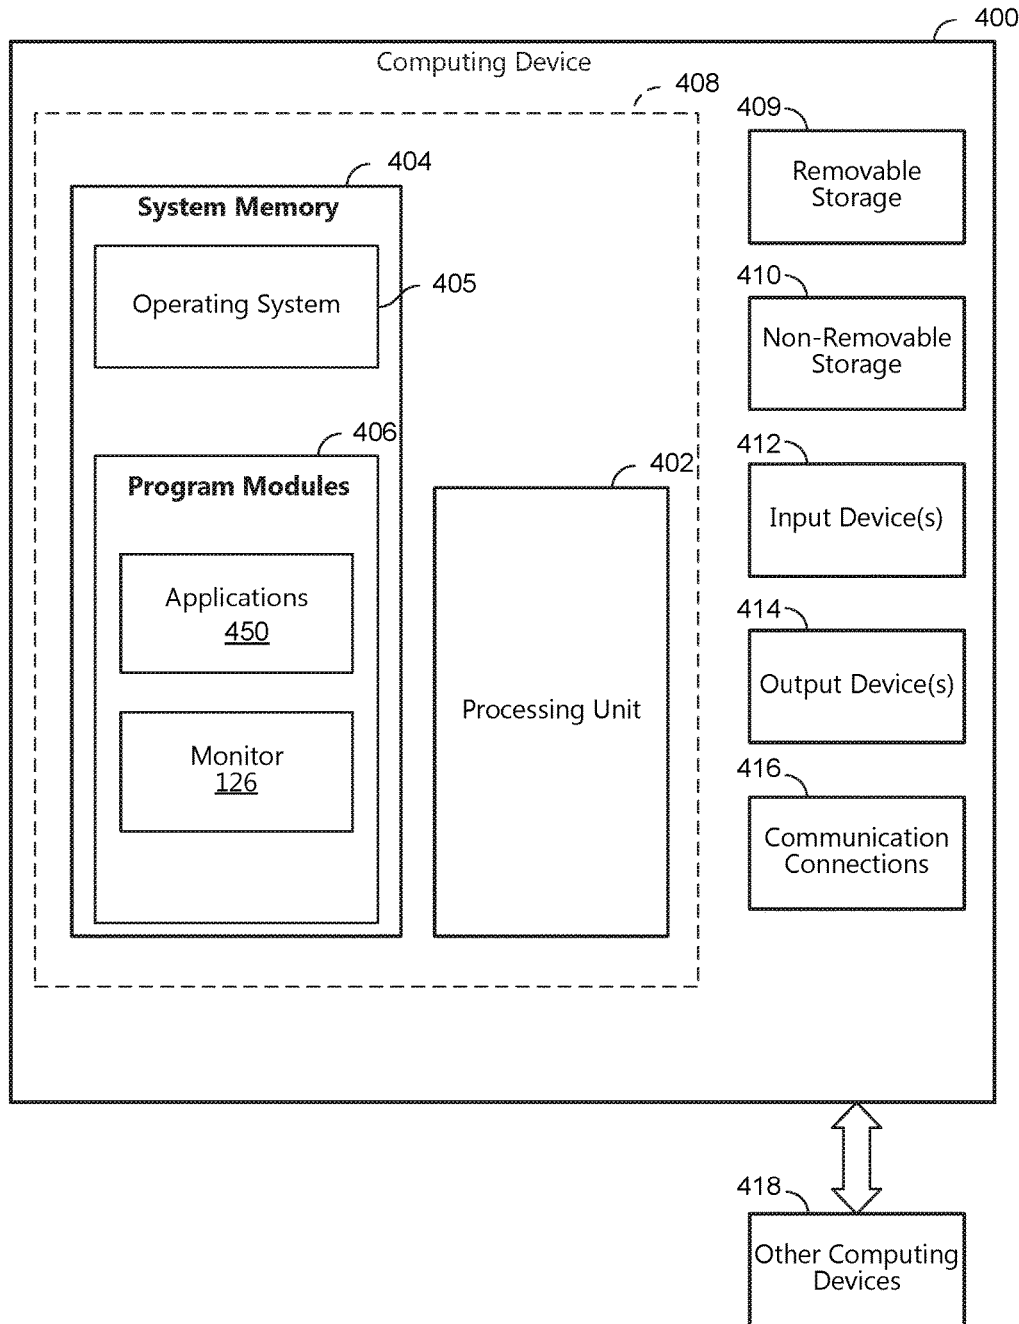 400
Computing Device
408
409
Removable
Storage
404
System Memory
Operating System
405
410
Non-Removable
Storage
406
Program Modules
402
412
Input Device(s)
Applications
450
414
Output Device(s)
Processing Unit
Monitor
126
416
Communication
Connections
418
Other Computing
Devices